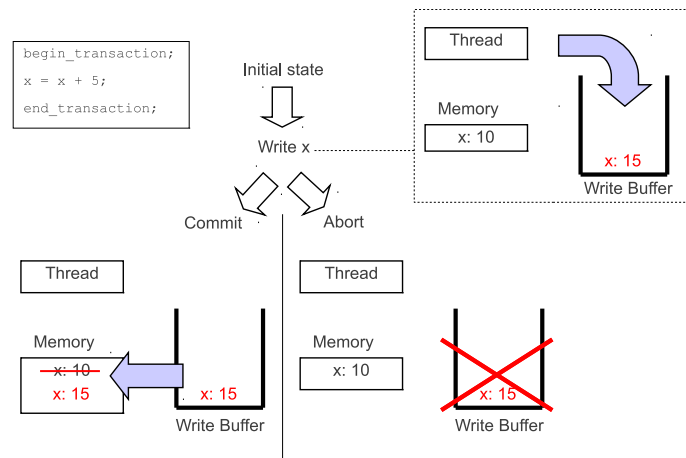 begin_transaction;
x = x + 5;
end_transaction;
Initial state
Write x
Commit
Abort
Thread
Memory
x: 10
x: 15
Write Buffer
Thread
Memory
x: 10
x: 15
x: 15
Write Buffer
Thread
Memory
x: 10
x: 15
Write Buffer